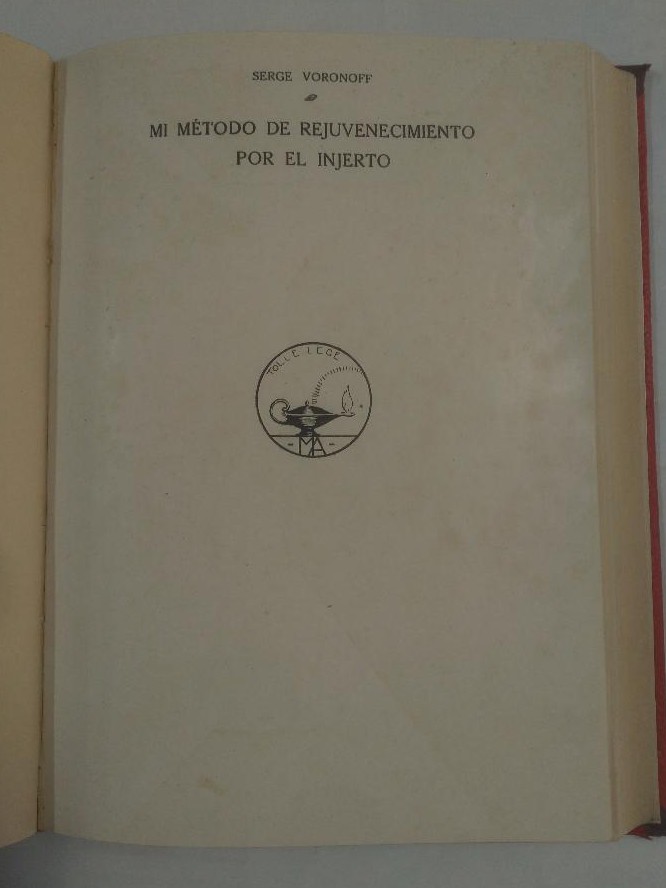 SERGE VORONOFF
MI MÉTODO DE REJUVENECIMIENTO
POR EL INJERTO
TOLLE LEGE
- MA -